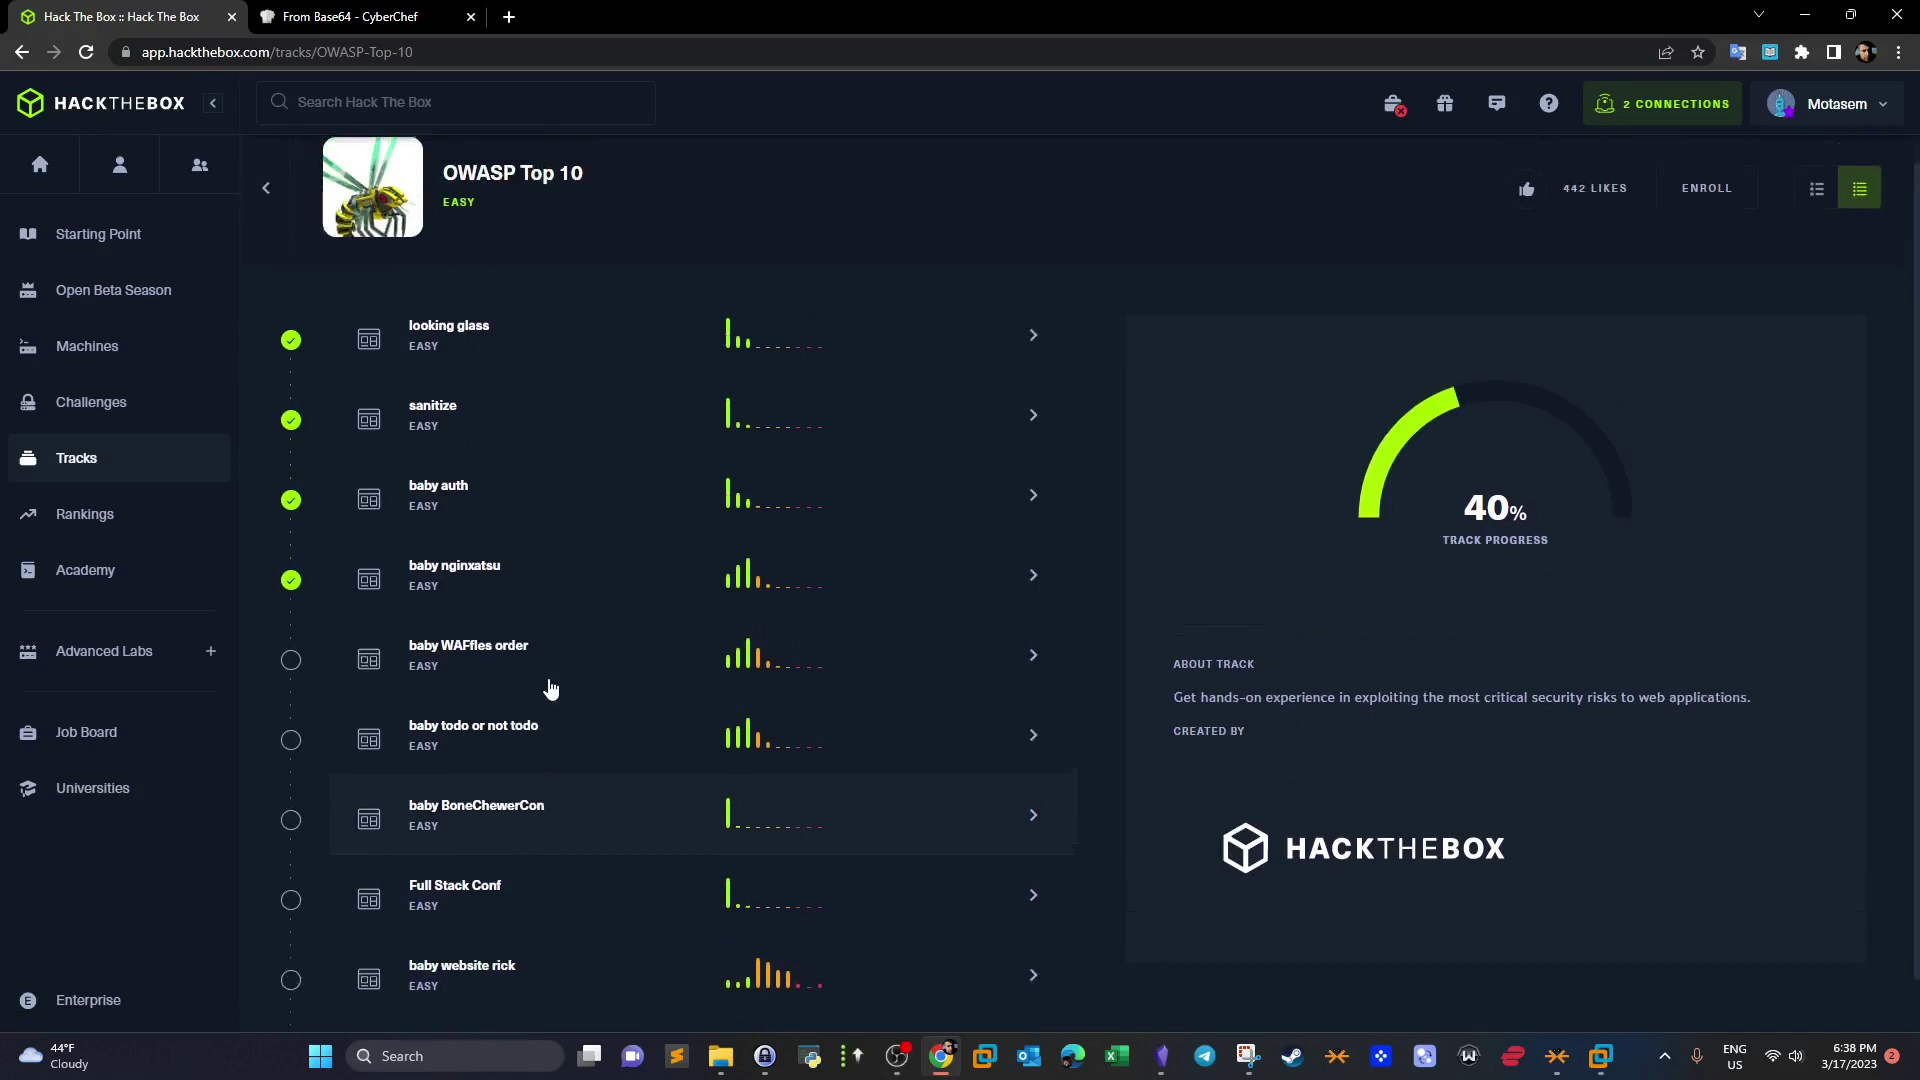 Hack The Box :: Hack The Box
From Base64 - CyberChef
app.hackthebox.com/tracks/OWASP-Top-10
HACKTHEBOX
Search Hack The Box
2 CONNECTIONS
Motasem
OWASP Top 10
EASY
442 LIKES
ENROLL
Starting Point
Open Beta Season
Machines
Challenges
Tracks
Rankings
Academy
Advanced Labs +
Job Board
Universities
Enterprise
looking glass
EASY
sanitize
EASY
baby auth
EASY
baby nginxatsu
EASY
baby WAFfles order
EASY
baby todo or not todo
EASY
baby BoneChewerCon
EASY
Full Stack Conf
EASY
baby website rick
EASY
40%
TRACK PROGRESS
ABOUT TRACK
Get hands-on experience in exploiting the most critical security risks to web applications.
CREATED BY
HACKTHEBOX
44°F
Cloudy
Search
ENG
US
6:38 PM
3/17/2023
2